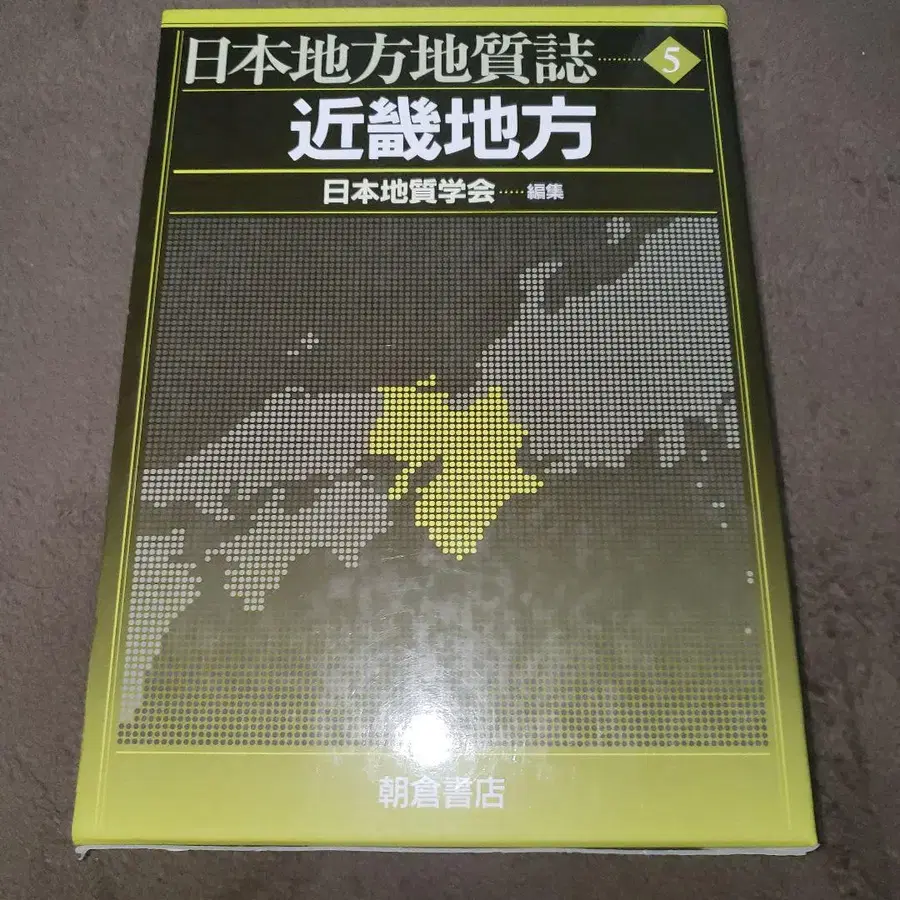 日本地方地質誌………5
近畿地方
日本地質学会……編集
朝倉書店